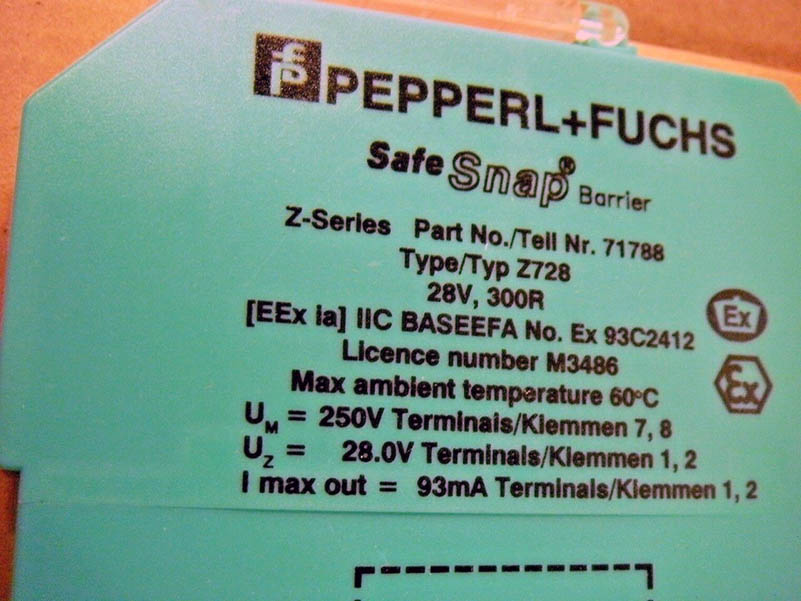 PEPPERL+FUCHS
Safe Snap® Barrier
Z-Series Part No./Teil Nr. 71788
Type/Typ Z728
28V, 300R
[EEx ia] IIC BASEEFA No. Ex 93C2412
Ex
Licence number M3486
Ex
Max ambient temperature 60°C
UM = 250V Terminals/Klemmen 7, 8
UZ = 28.0V Terminals/Klemmen 1, 2
I max out = 93mA Terminals/Klemmen 1, 2